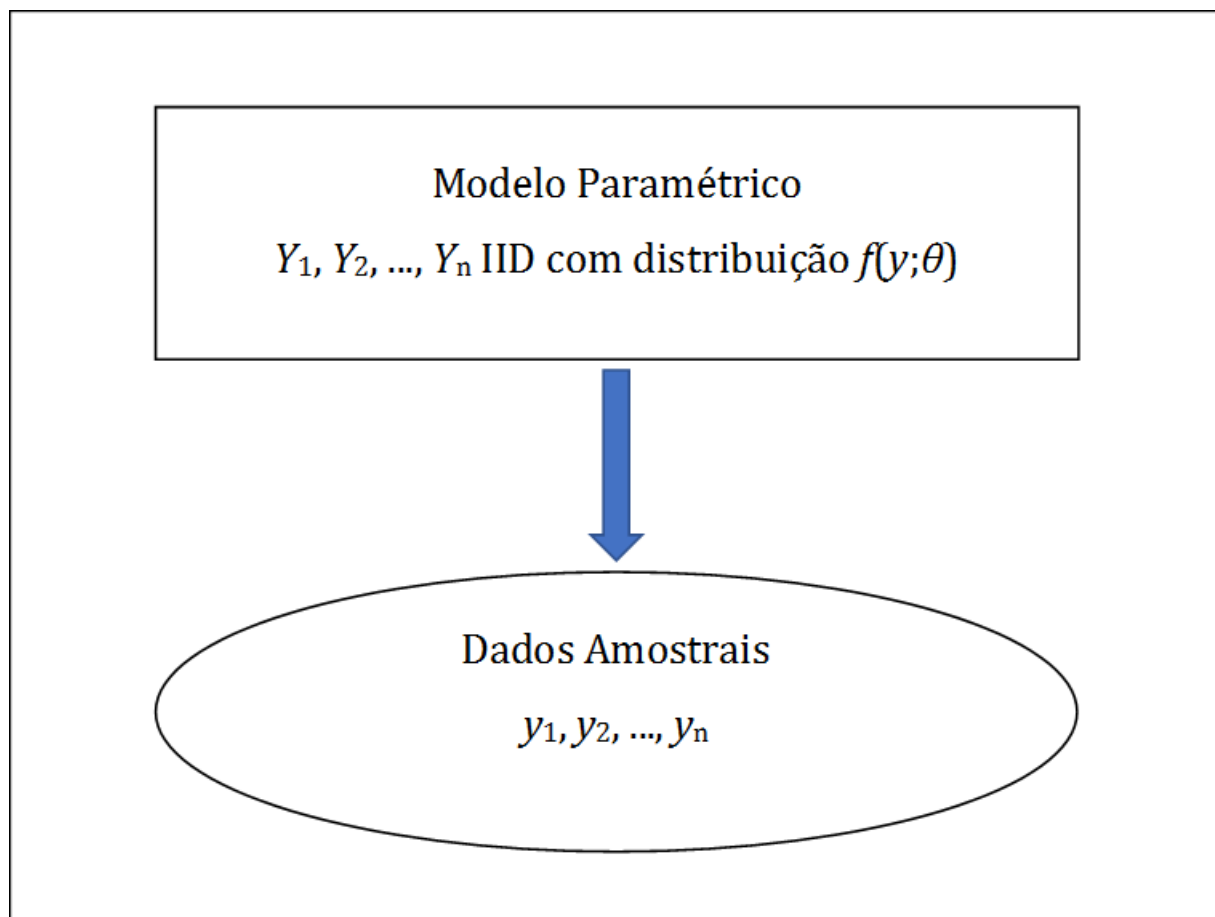 Modelo Paramétrico
Y₁, Y₂, ..., Yₙ IID com distribuição f(y;θ)
Dados Amostrais
y₁, y₂, ..., yₙ